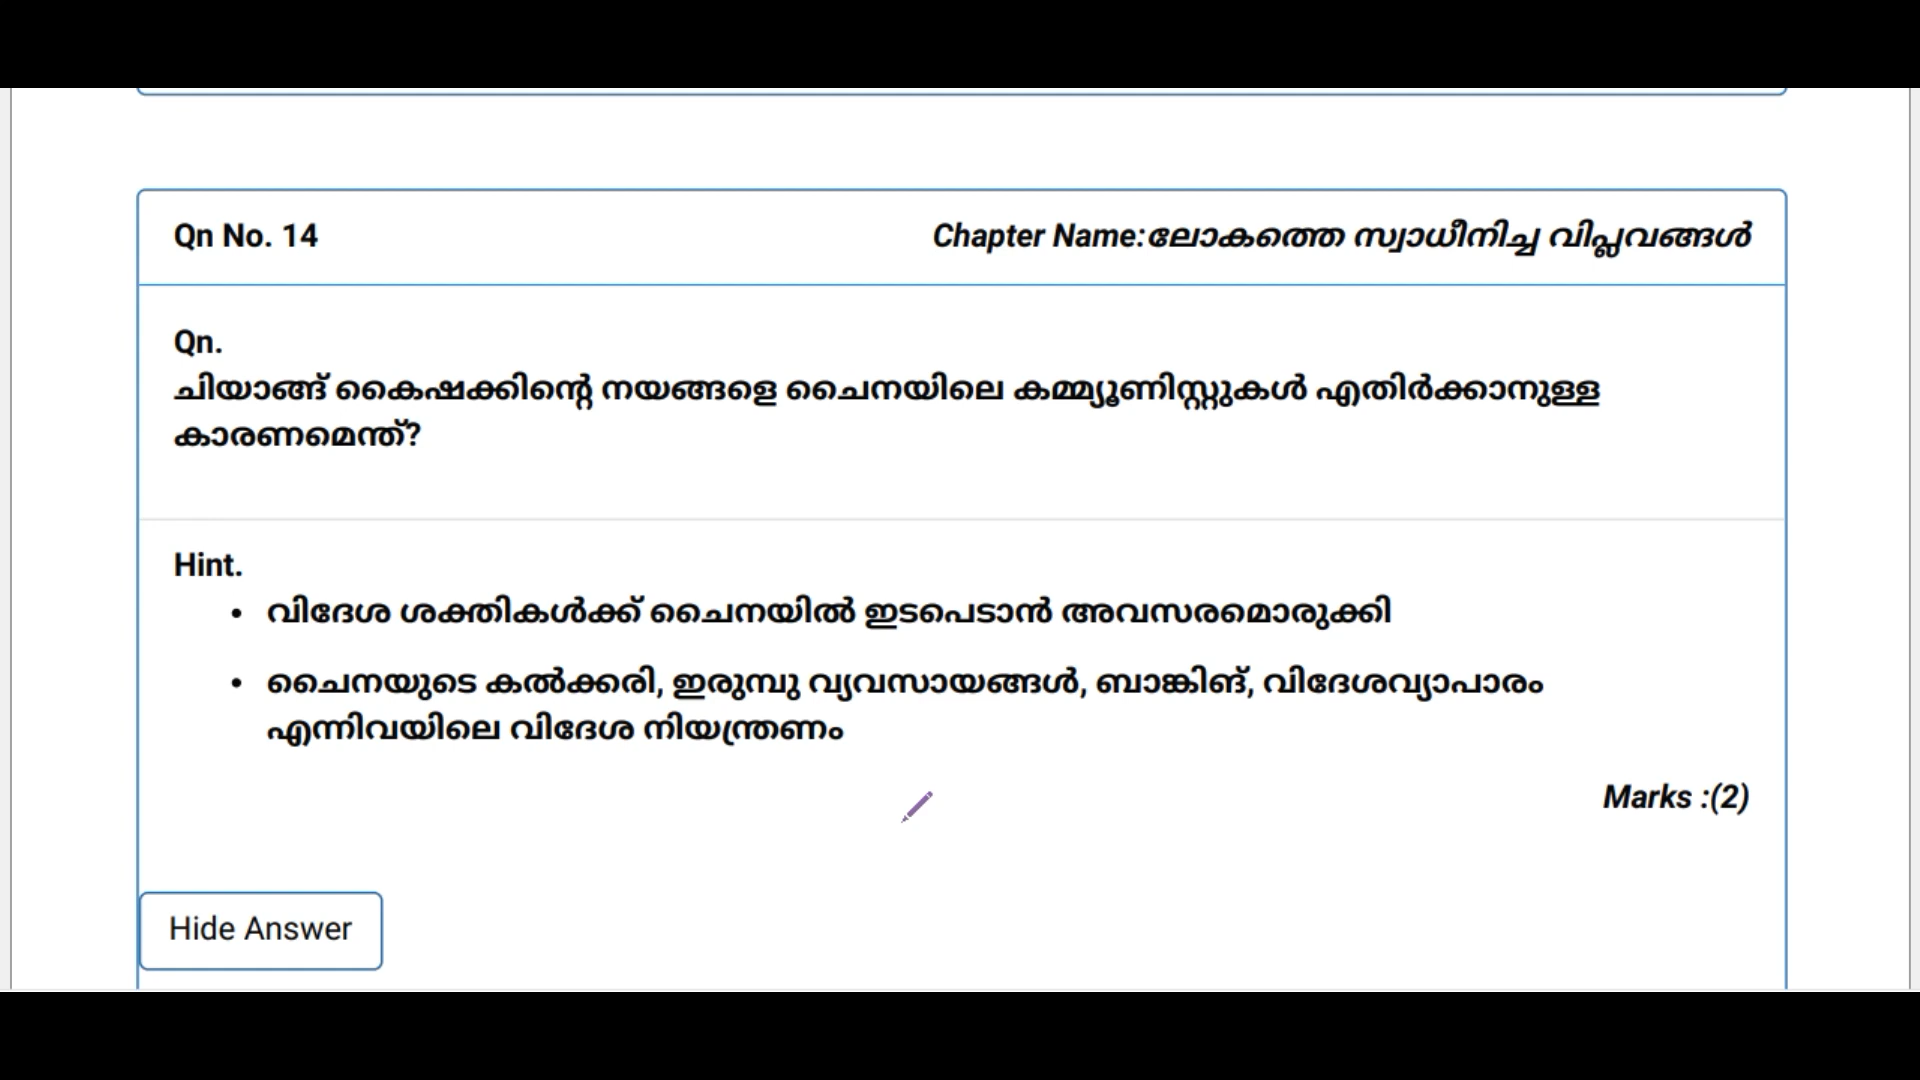 Qn No. 14
Chapter Name:ലോകത്തെ സ്വാധീനിച്ച വിപ്ലവങ്ങൾ
Qn.
ചിയാങ്ങ് കൈഷക്കിന്റെ നയങ്ങളെ ചൈനയിലെ കമ്മ്യൂണിസ്റ്റുകൾ എതിർക്കാനുള്ള
കാരണമെന്ത്?
Hint.
• വിദേശ ശക്തികൾക്ക് ചൈനയിൽ ഇടപെടാൻ അവസരമൊരുക്കി
• ചൈനയുടെ കൽക്കരി, ഇരുമ്പു വ്യവസായങ്ങൾ, ബാങ്കിങ്, വിദേശവ്യാപാരം
എന്നിവയിലെ വിദേശ നിയന്ത്രണം
Marks :(2)
Hide Answer